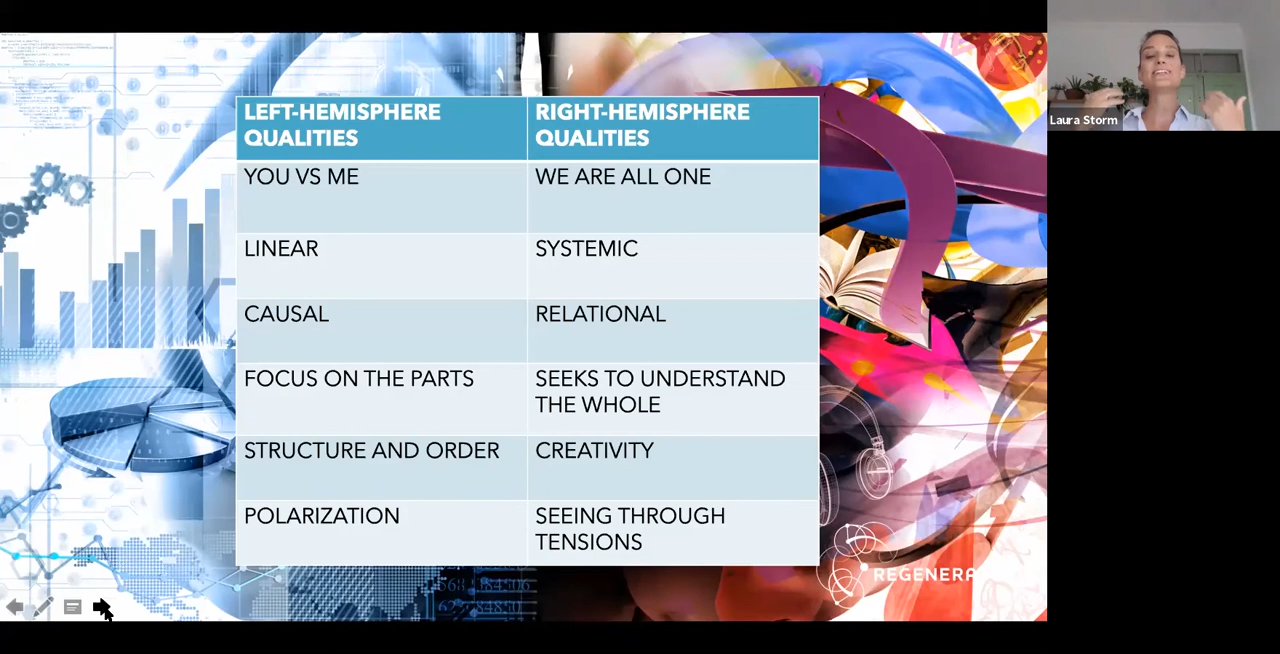 LEFT-HEMISPHERE
QUALITIES
RIGHT-HEMISPHERE
QUALITIES
YOU VS ME
WE ARE ALL ONE
LINEAR
SYSTEMIC
CAUSAL
RELATIONAL
FOCUS ON THE PARTS
SEEKS TO UNDERSTAND
THE WHOLE
STRUCTURE AND ORDER
CREATIVITY
POLARIZATION
SEEING THROUGH
TENSIONS
REGENERA
Laura Storm